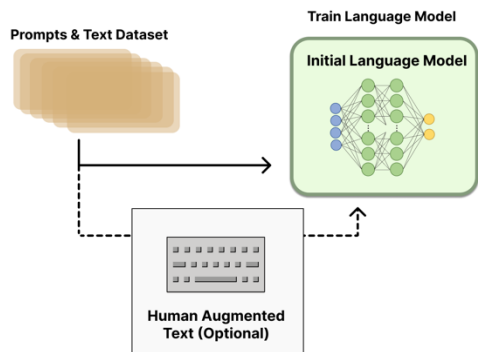 Prompts & Text Dataset
Train Language Model
Initial Language Model
Human Augmented
Text (Optional)